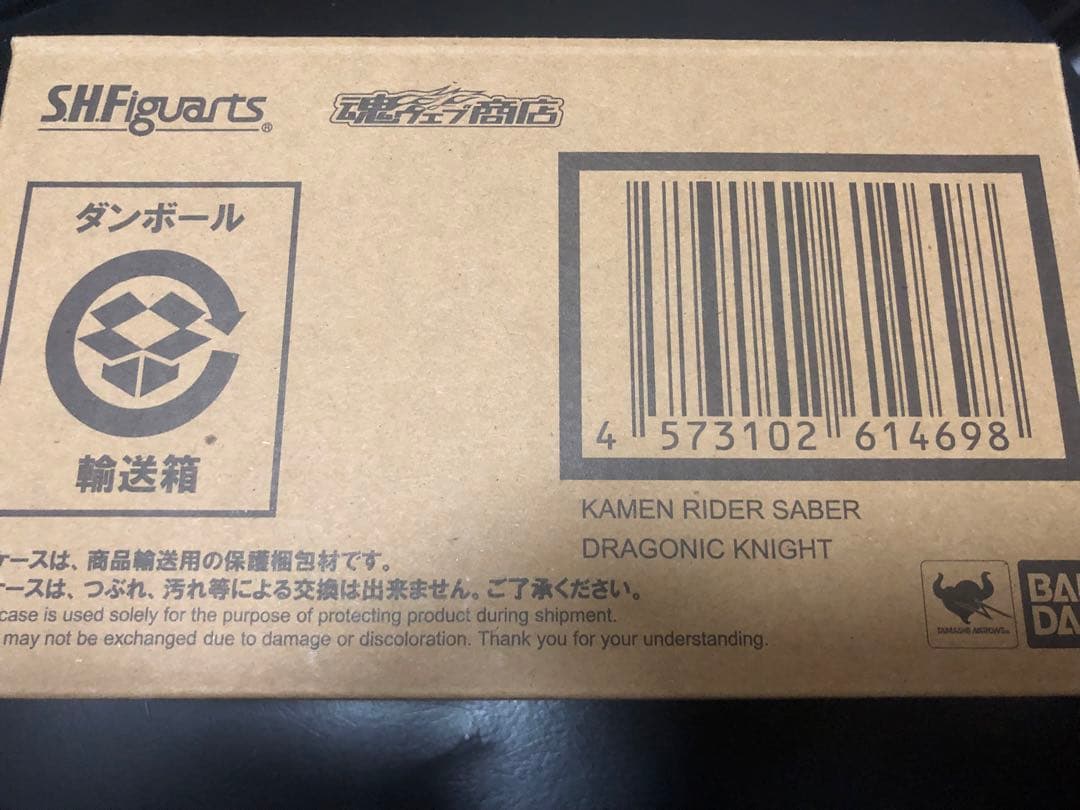 S.H.Figuarts®
魂ウェブ商店
ダンボール
輸送箱
4 573102 614698
KAMEN RIDER SABER
DRAGONIC KNIGHT
ケースは、商品輸送用の保護梱包材です。
ケースは、つぶれ、汚れ等による交換は出来ません。ご了承ください。
case is used solely for the purpose of protecting product during shipment.
may not be exchanged due to damage or discoloration. Thank you for your understanding.
TAMASHII NATIONS
BAN
DA